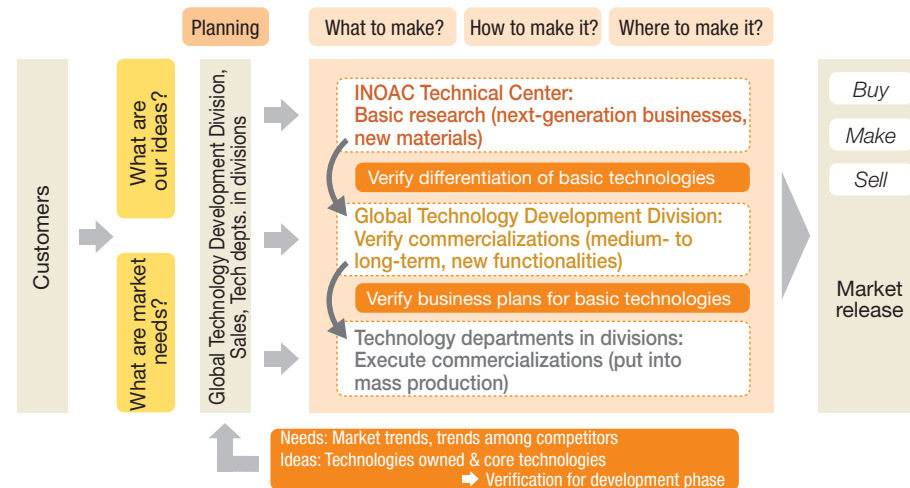 Planning
What to make?
How to make it?
Where to make it?
Customers
What are
our ideas?
What are market
needs?
Global Technology Development Division,
Sales, Tech depts. in divisions
INOAC Technical Center:
Basic research (next-generation businesses,
new materials)
Verify differentiation of basic technologies
Global Technology Development Division:
Verify commercializations (medium- to
long-term, new functionalities)
Verify business plans for basic technologies
Technology departments in divisions:
Execute commercializations (put into
mass production)
Buy
Make
Sell
Market
release
Needs: Market trends, trends among competitors
Ideas: Technologies owned & core technologies
Verification for development phase